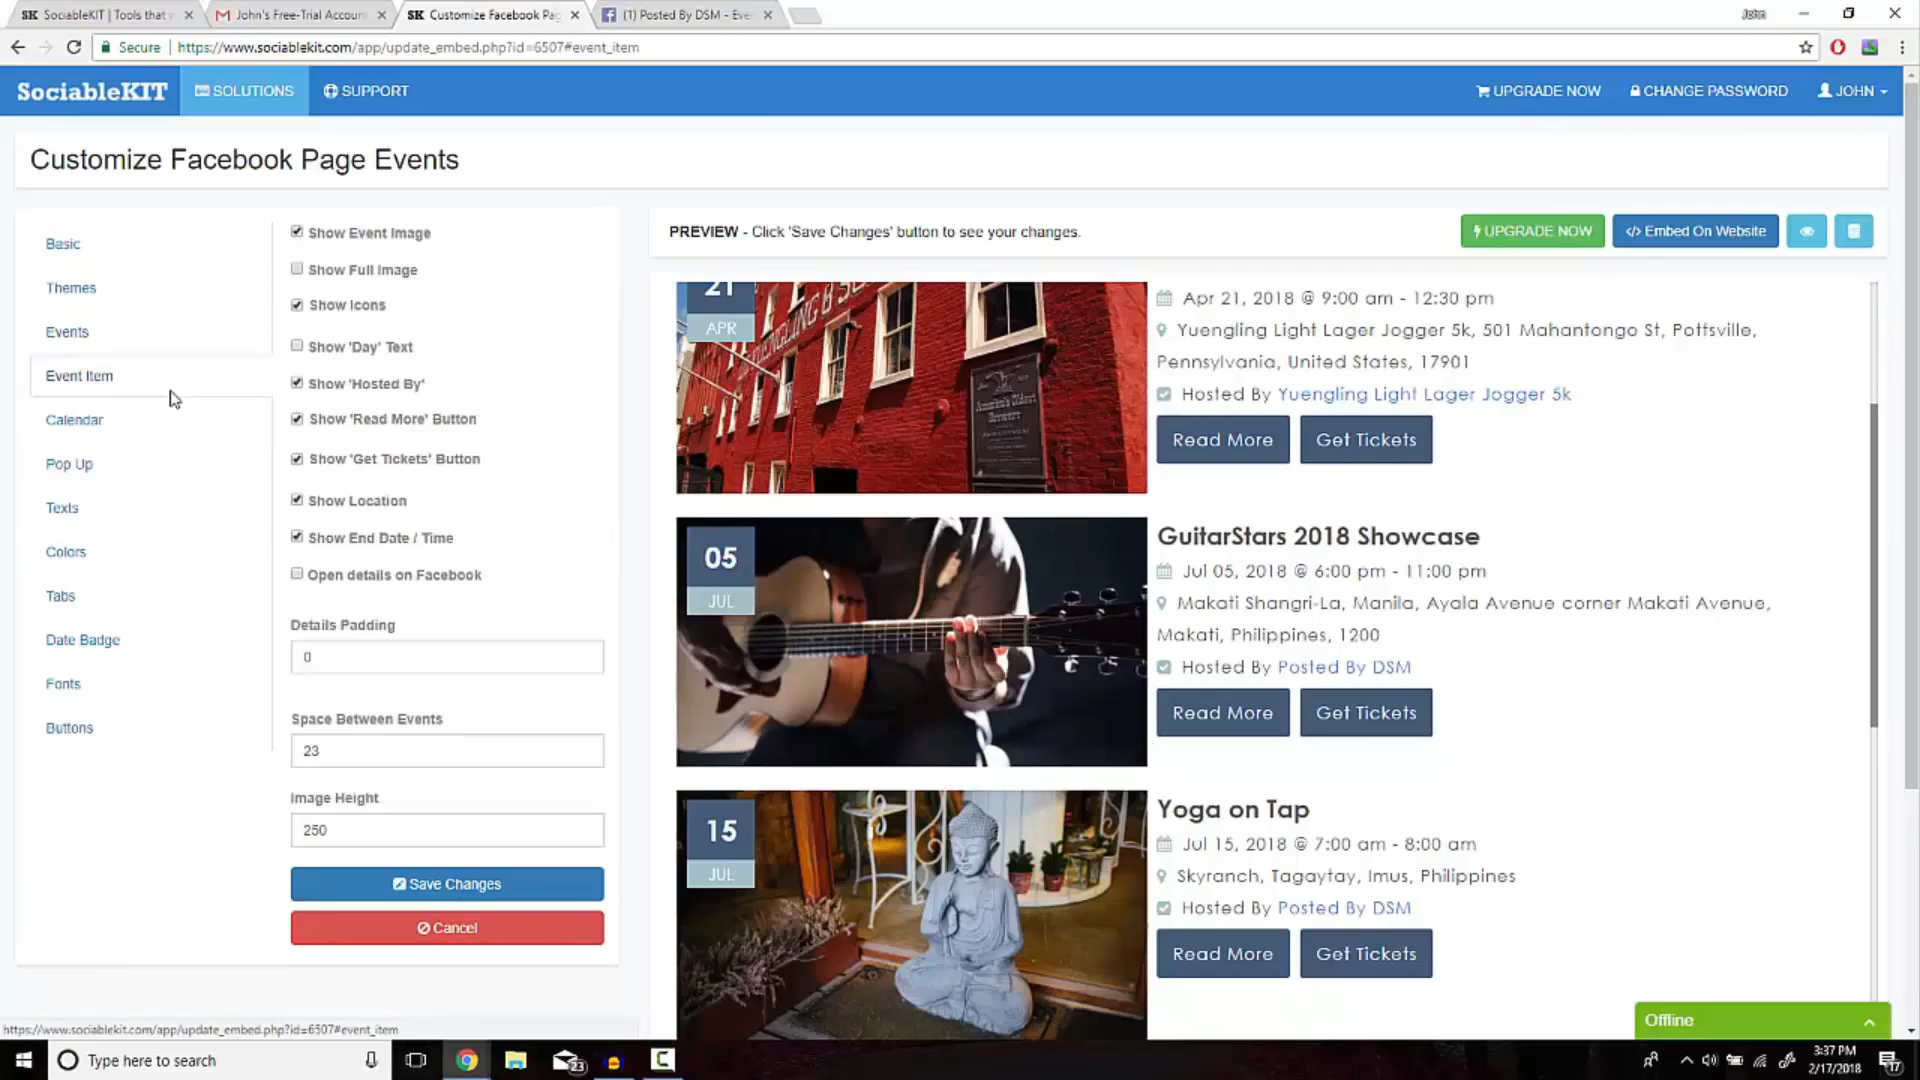 SK SociableKIT | Tools that
John's Free-Trial Accoun
SK Customize Facebook Pag
(1) Posted By DSM - Eve
John
Secure | https://www.sociablekit.com/app/update_embed.php?id=6507#event_item
SociableKIT SOLUTIONS SUPPORT UPGRADE NOW CHANGE PASSWORD JOHN
Customize Facebook Page Events
Basic
Themes
Events
Event Item
Calendar
Pop Up
Texts
Colors
Tabs
Date Badge
Fonts
Buttons
Show Event Image
Show Full Image
Show Icons
Show 'Day' Text
Show 'Hosted By'
Show 'Read More' Button
Show 'Get Tickets' Button
Show Location
Show End Date / Time
Open details on Facebook
Details Padding
0
Space Between Events
23
Image Height
250
Save Changes
Cancel
PREVIEW - Click 'Save Changes' button to see your changes.
UPGRADE NOW </> Embed On Website
21
APR
Apr 21, 2018 @ 9:00 am - 12:30 pm
Yuengling Light Lager Jogger 5k, 501 Mahantongo St, Pottsville,
Pennsylvania, United States, 17901
Hosted By Yuengling Light Lager Jogger 5k
Read More Get Tickets
05
JUL
GuitarStars 2018 Showcase
Jul 05, 2018 @ 6:00 pm - 11:00 pm
Makati Shangri-La, Manila, Ayala Avenue corner Makati Avenue,
Makati, Philippines, 1200
Hosted By Posted By DSM
Read More Get Tickets
15
JUL
Yoga on Tap
Jul 15, 2018 @ 7:00 am - 8:00 am
Skyranch, Tagaytay, Imus, Philippines
Hosted By Posted By DSM
Read More Get Tickets
Offline
https://www.sociablekit.com/app/update_embed.php?id=6507#event_item
Type here to search
23
3:37 PM
2/17/2018
17